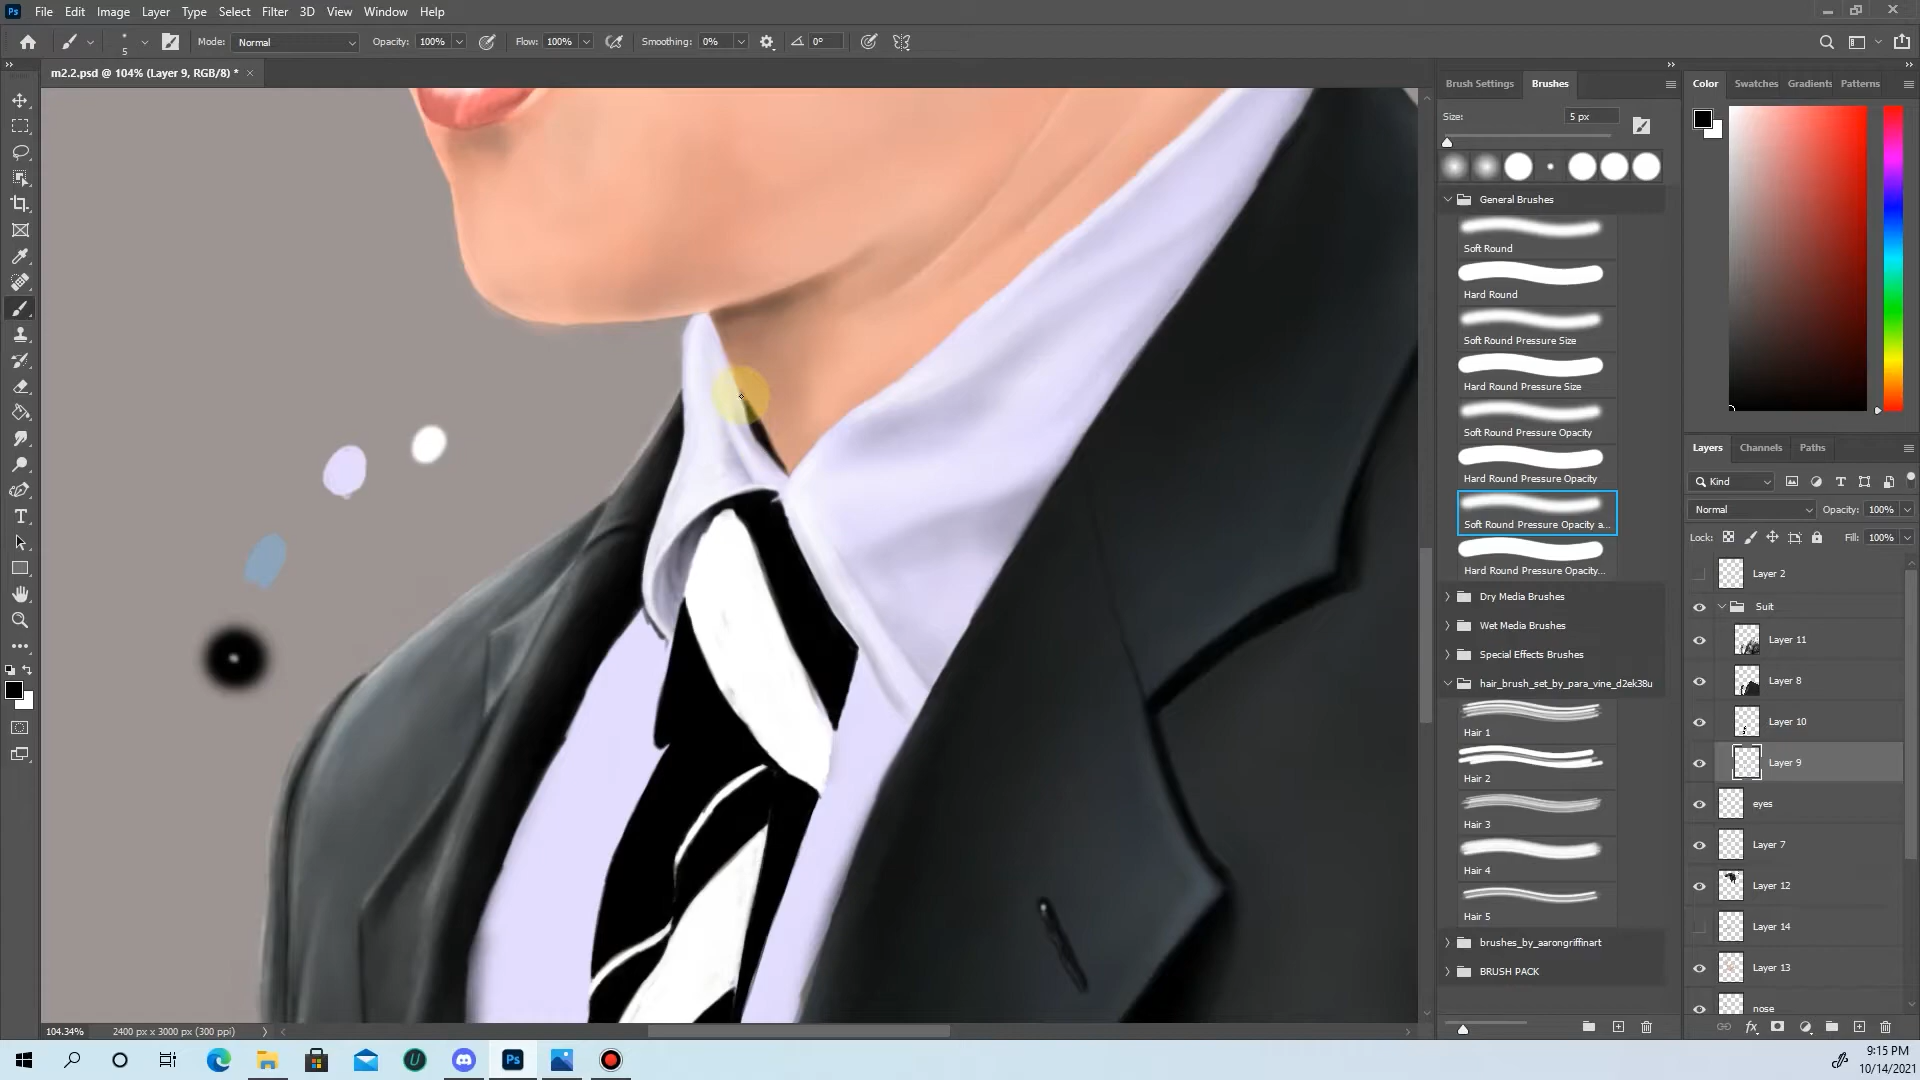 Ps File Edit Image Layer Type Select Filter 3D View Window Help
5 Mode: Normal Opacity: 100% Flow: 100% Smoothing: 0% 0°
m2.2.psd @ 104% (Layer 9, RGB/8) *
Brush Settings Brushes
Size: 5 px
General Brushes
Soft Round
Hard Round
Soft Round Pressure Size
Hard Round Pressure Size
Soft Round Pressure Opacity
Hard Round Pressure Opacity
Soft Round Pressure Opacity a...
Hard Round Pressure Opacity...
Dry Media Brushes
Wet Media Brushes
Special Effects Brushes
hair_brush_set_by_para_vine_d2ek38u
Hair 1
Hair 2
Hair 3
Hair 4
Hair 5
brushes_by_aarongriffinart
BRUSH PACK
Color Swatches Gradients Patterns
Layers Channels Paths
Kind
Normal Opacity: 100%
Lock: Fill: 100%
Layer 2
Suit
Layer 11
Layer 8
Layer 10
Layer 9
eyes
Layer 7
Layer 12
Layer 14
Layer 13
nose
104.34% 2400 px x 3000 px (300 ppi)
Ps
9:15 PM
10/14/2021